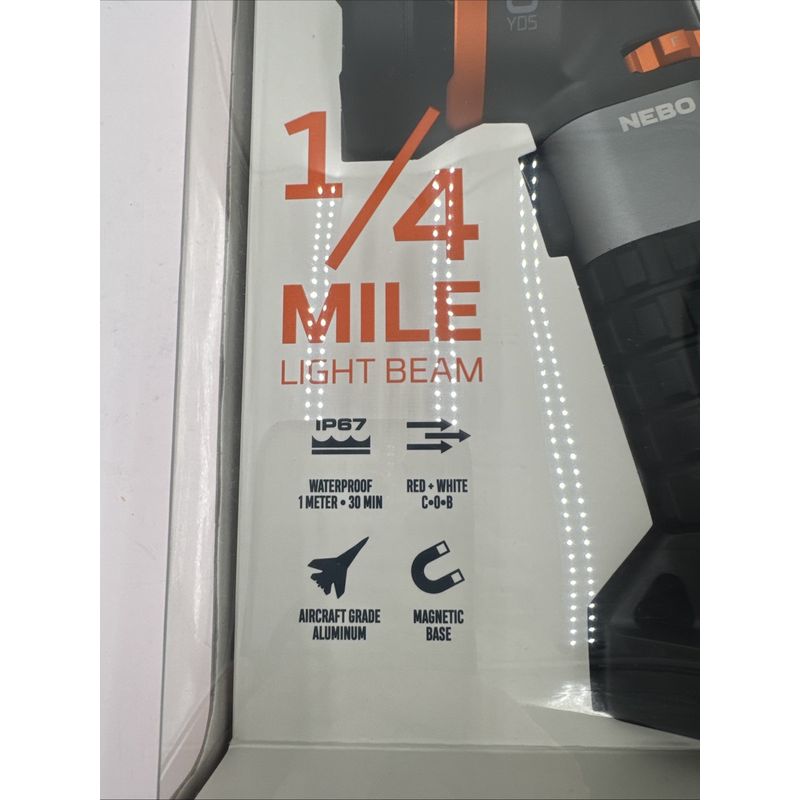 YDS
F
NEBO
1/4
MILE
LIGHT BEAM
IP67
WATERPROOF
1 METER • 30 MIN
RED + WHITE
C•O•B
AIRCRAFT GRADE
ALUMINUM
MAGNETIC
BASE